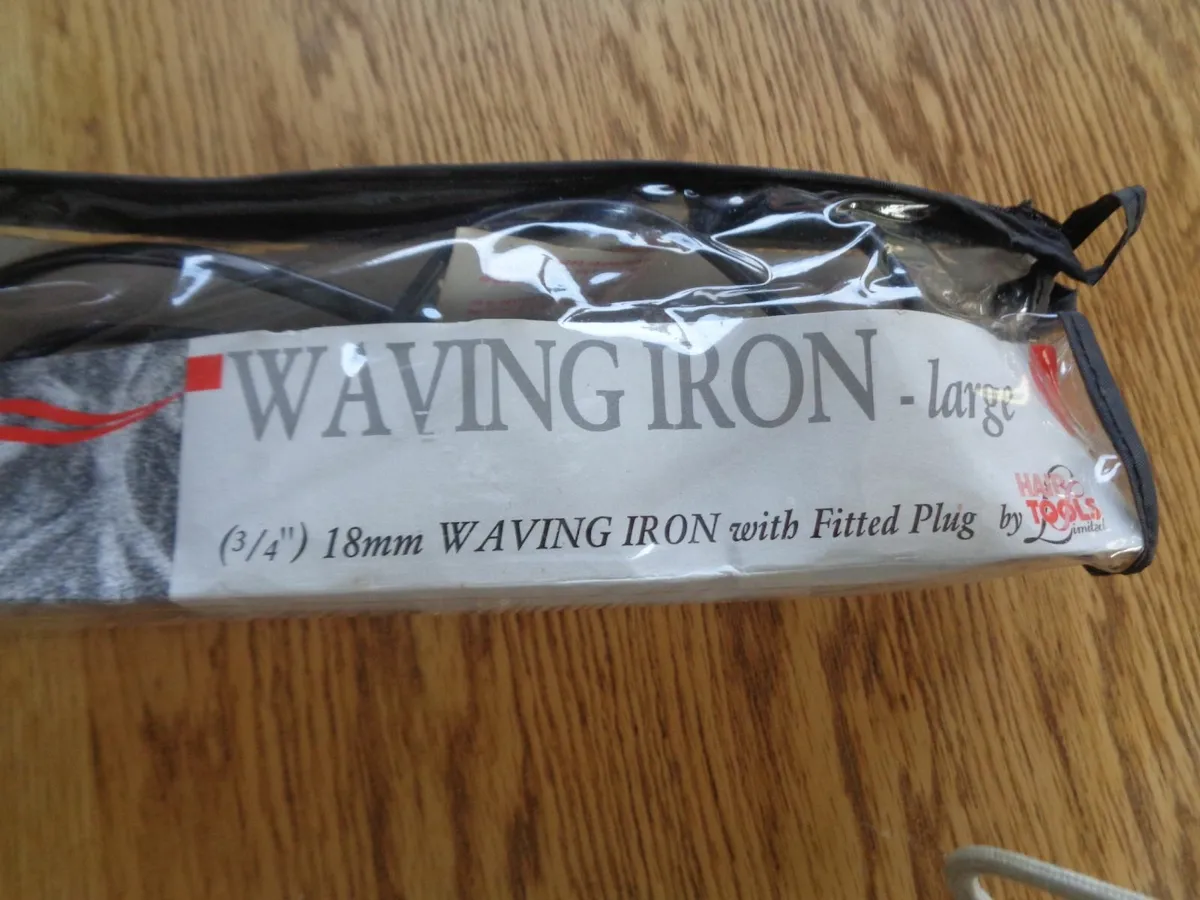 WAVING IRON - large
(3/4") 18mm WAVING IRON with Fitted Plug by HAIR TOOLS Limited